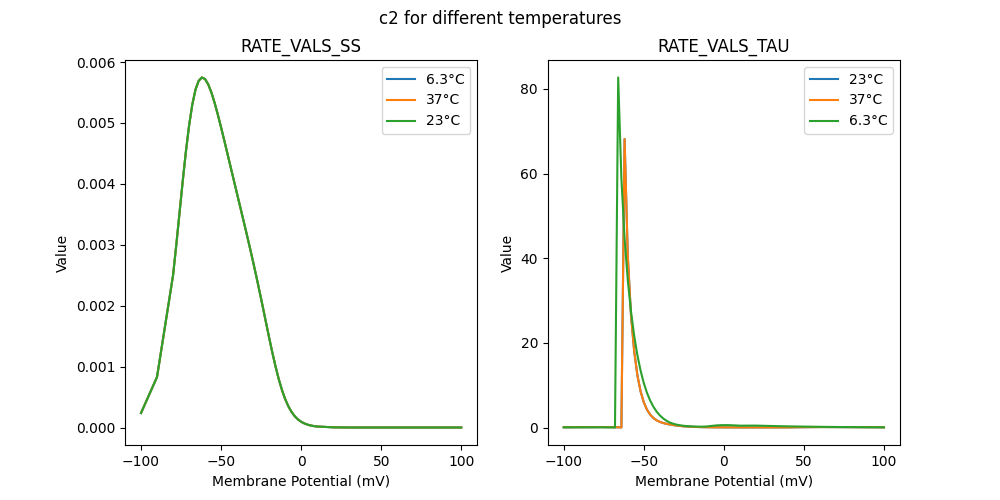 c2 for different temperatures
RATE_VALS_SS
Value
0.006
0.005
0.004
0.003
0.002
0.001
0.000
−100
−50
0
50
100
Membrane Potential (mV)
6.3°C
37°C
23°C
RATE_VALS_TAU
Value
80
60
40
20
0
−100
−50
0
50
100
Membrane Potential (mV)
23°C
37°C
6.3°C